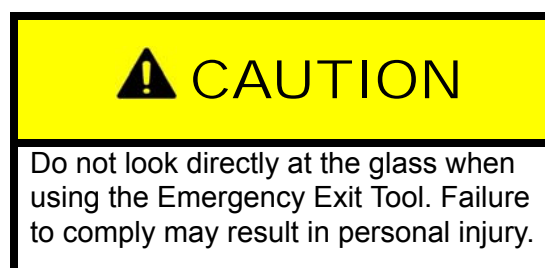 CAUTION
Do not look directly at the glass when
using the Emergency Exit Tool. Failure
to comply may result in personal injury.